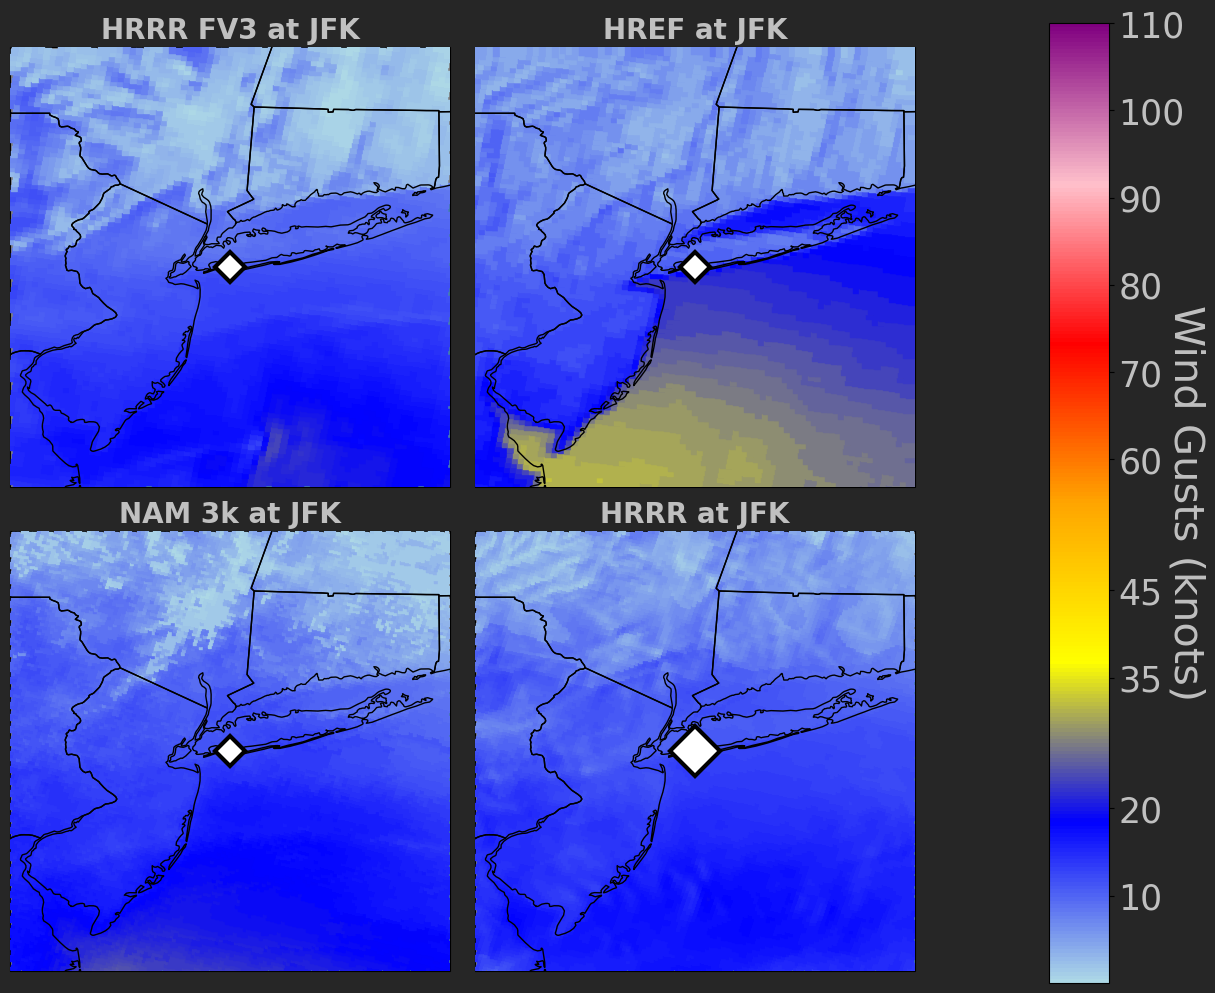 HRRR FV3 at JFK
HREF at JFK
NAM 3k at JFK
HRRR at JFK
110
100
90
80
70
60
45
35
20
10
Wind Gusts (knots)